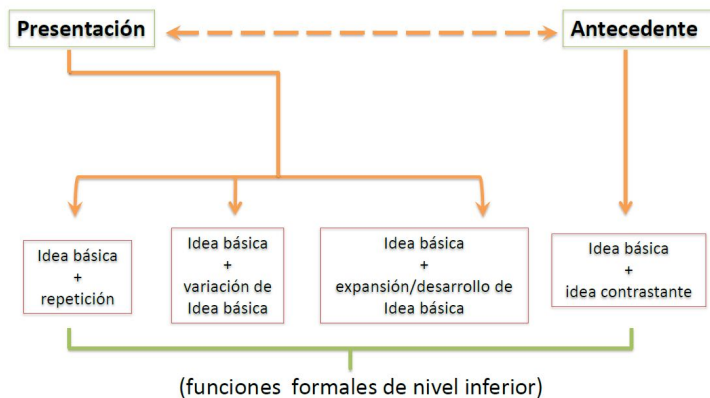 Presentación
Antecedente
Idea básica
+
repetición
Idea básica
+
variación de
Idea básica
Idea básica
+
expansión/desarrollo de
Idea básica
Idea básica
+
idea contrastante
(funciones formales de nivel inferior)